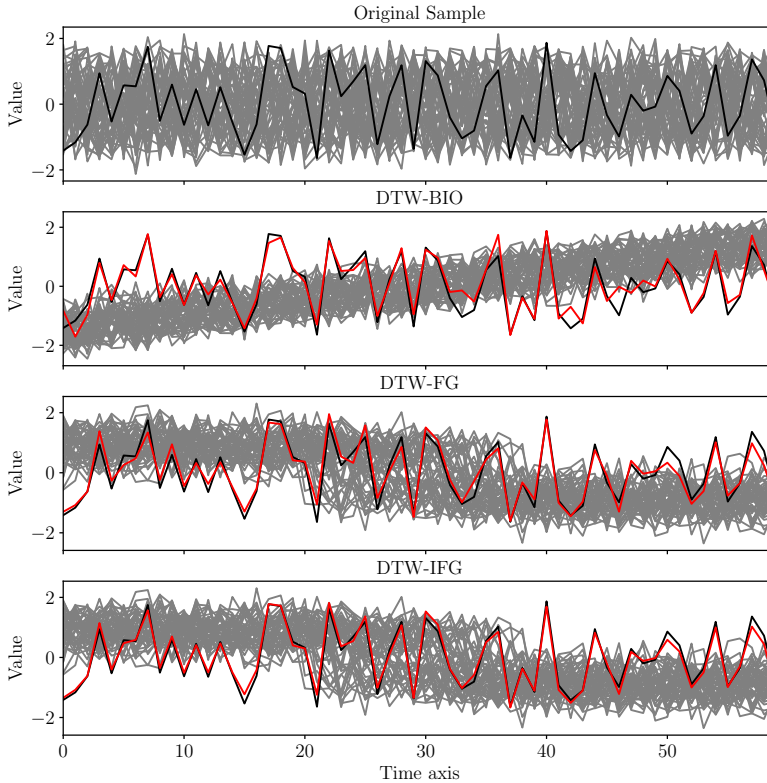 Original Sample
2
0
−2
Value
DTW-BIO
2
0
−2
Value
DTW-FG
2
0
−2
Value
DTW-IFG
2
0
−2
Value
0 10 20 30 40 50
Time axis